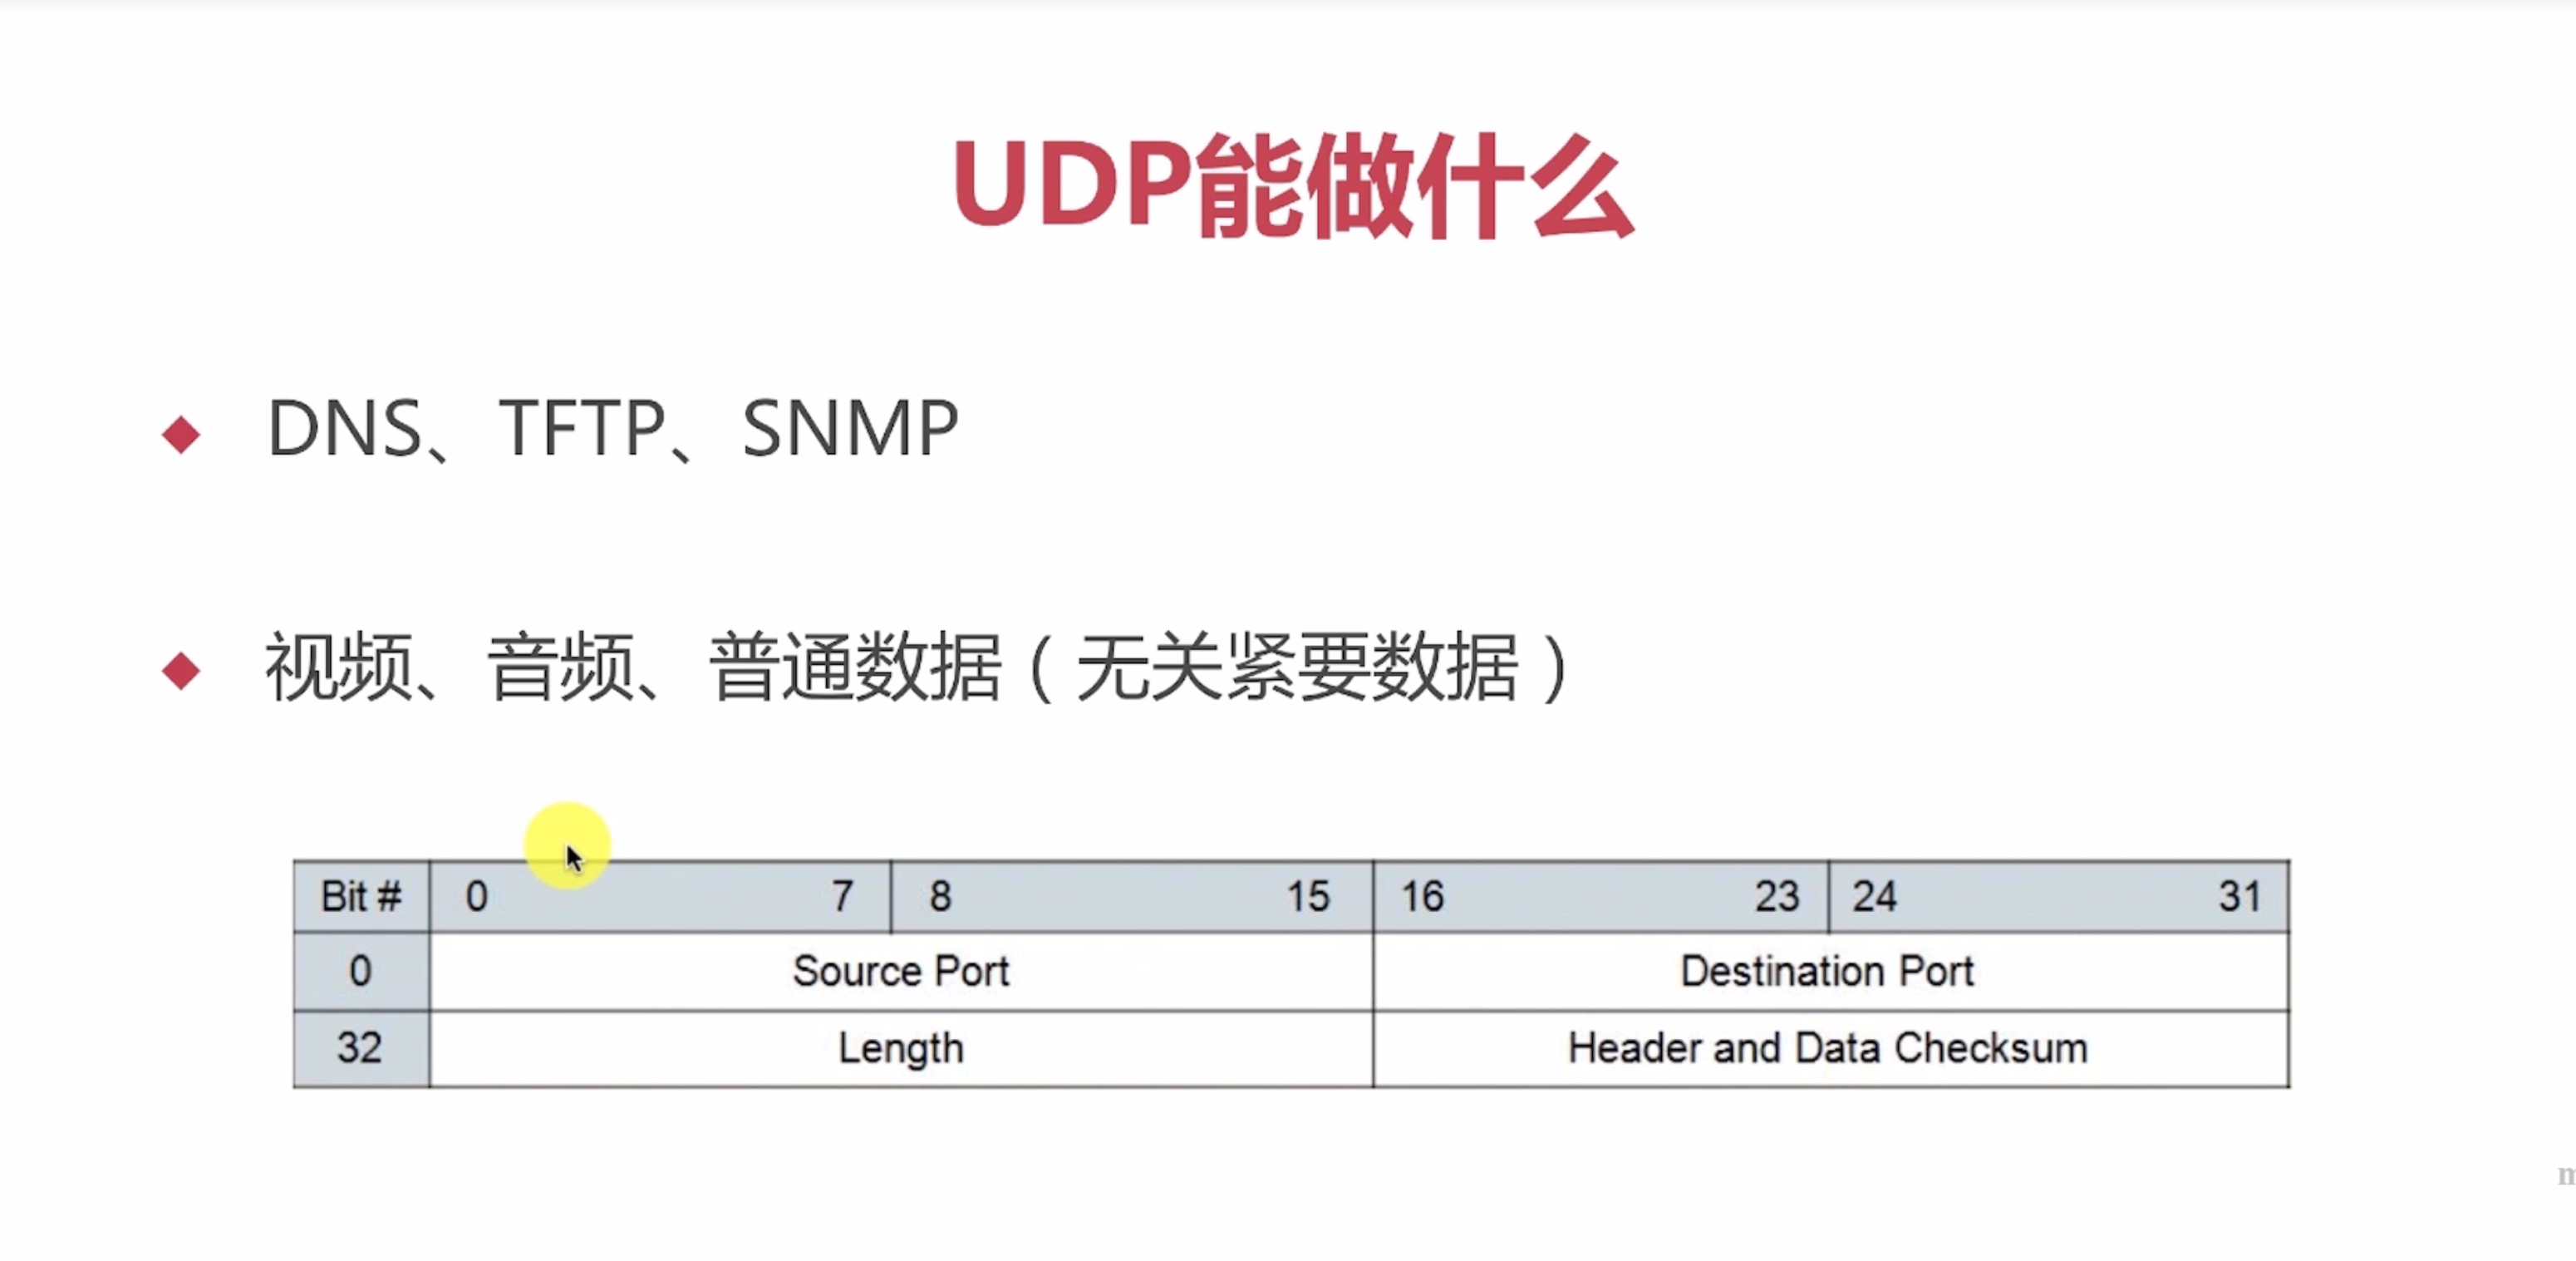 UDP能做什么
DNS、TFTP、SNMP
视频、音频、普通数据（无关紧要数据）
Bit # 0 7 8 15 16 23 24 31
0 Source Port Destination Port
32 Length Header and Data Checksum